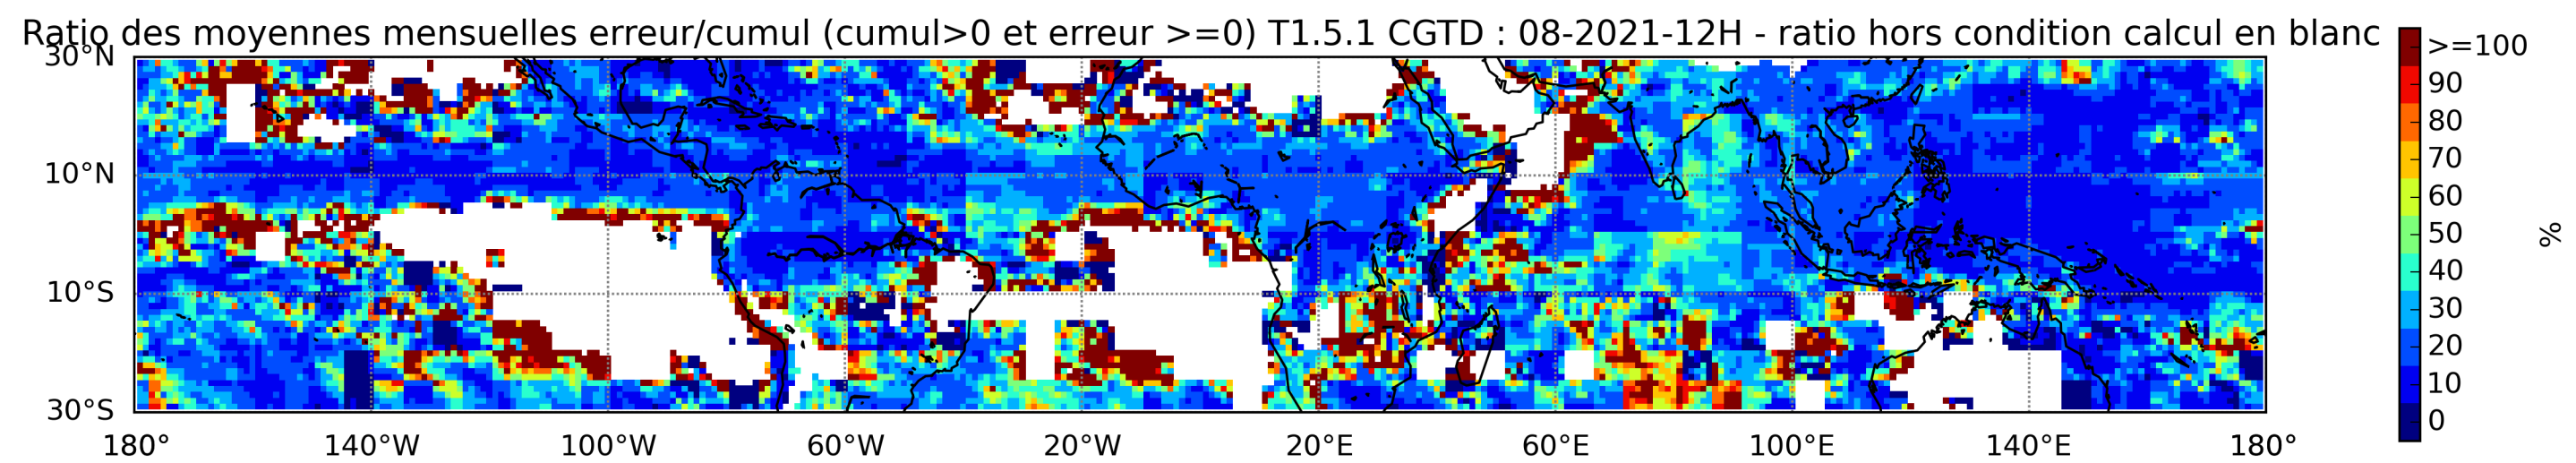 Ratio des moyennes mensuelles erreur/cumul (cumul>0 et erreur >=0) T1.5.1 CGTD : 08-2021-12H - ratio hors condition calcul en blanc
30°N
10°N
10°S
30°S
180° 140°W 100°W 60°W 20°W 20°E 60°E 100°E 140°E 180°
>=100
90
80
70
60
50
40
30
20
10
0
%